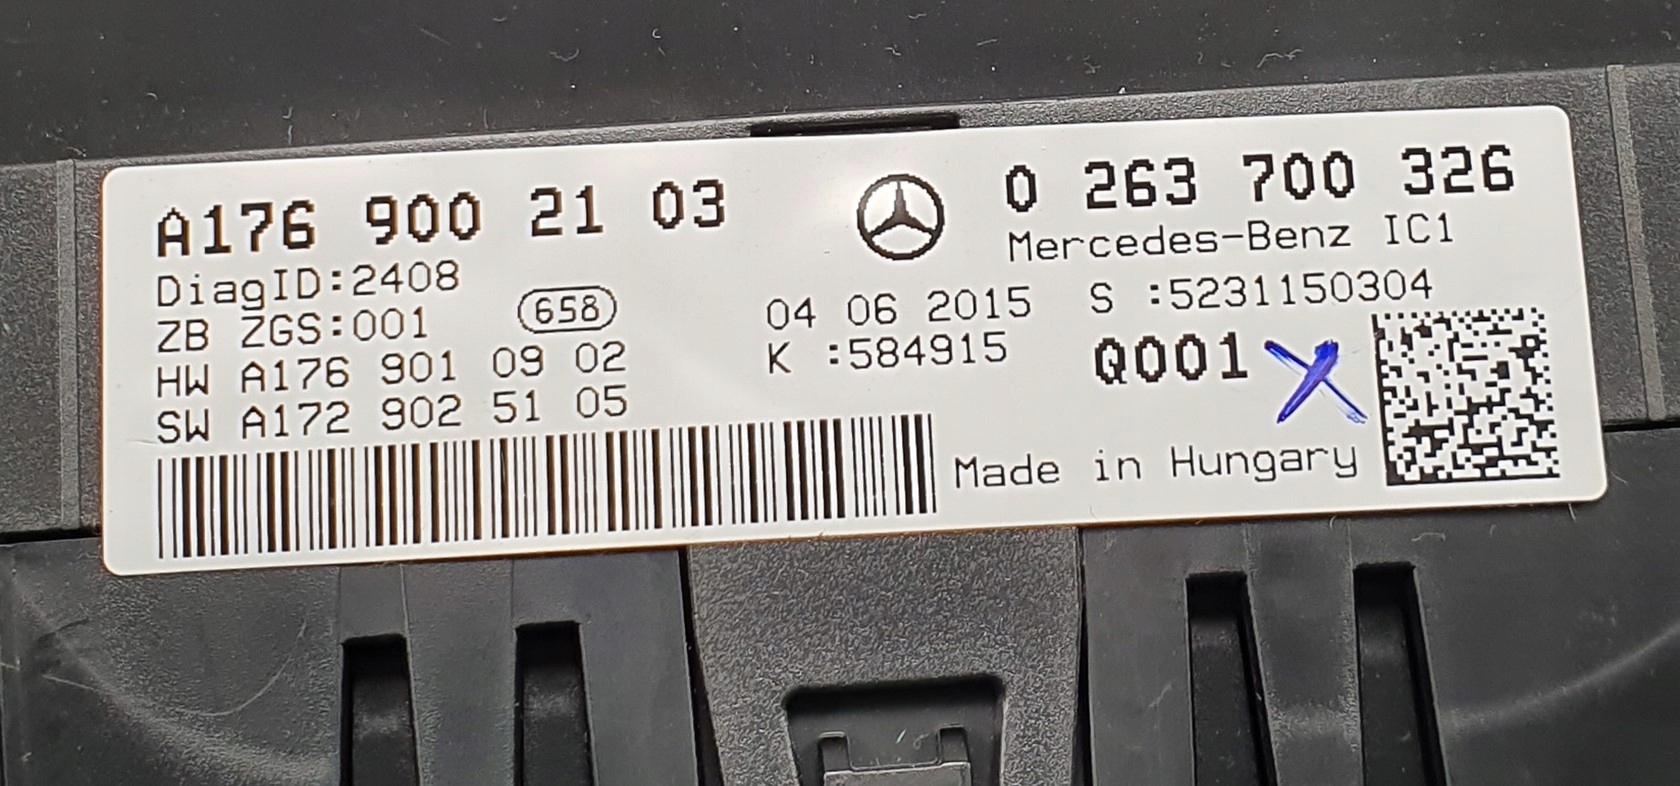 A176 900 21 03
0 263 700 326
Mercedes-Benz IC1
DiagID:2408
ZB ZGS:001
658
04 06 2015
S :5231150304
HW A176 901 09 02
K :584915
Q001
SW A172 902 51 05
Made in Hungary